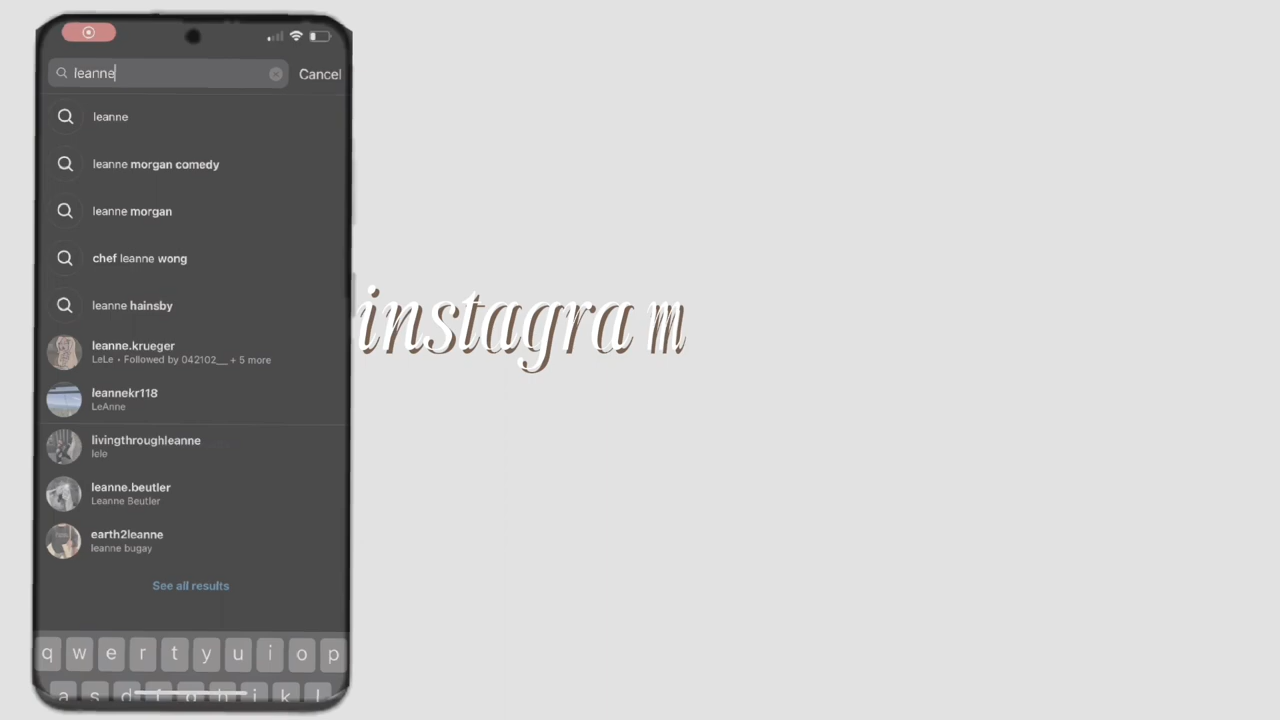 leanne Cancel
leanne
leanne morgan comedy
leanne morgan
chef leanne wong
leanne hainsby
leanne.krueger
LeLe • Followed by 042102__ + 5 more
leannekr118
LeAnne
livingthroughleanne
lele
leanne.beutler
Leanne Beutler
earth2leanne
leanne bugay
See all results
q w e r t y u i o p
a s d f g h j k l
instagram